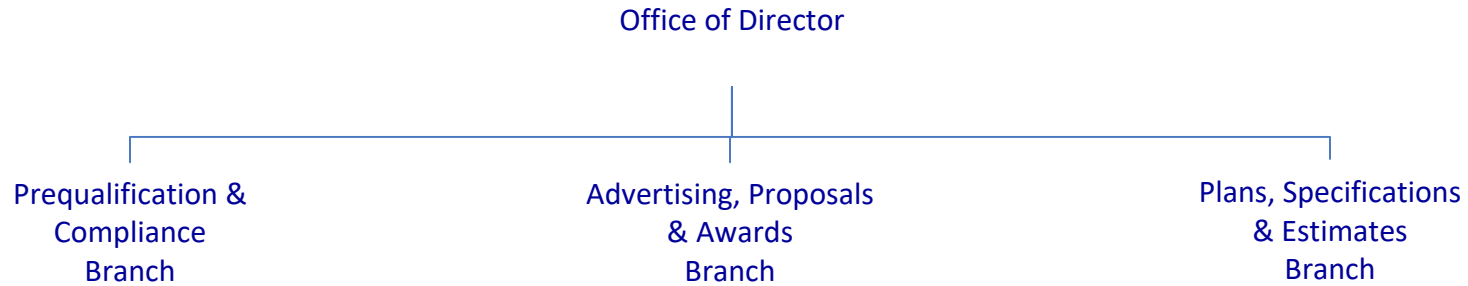 Office of Director
Prequalification &
Compliance
Branch
Advertising, Proposals
& Awards
Branch
Plans, Specifications
& Estimates
Branch